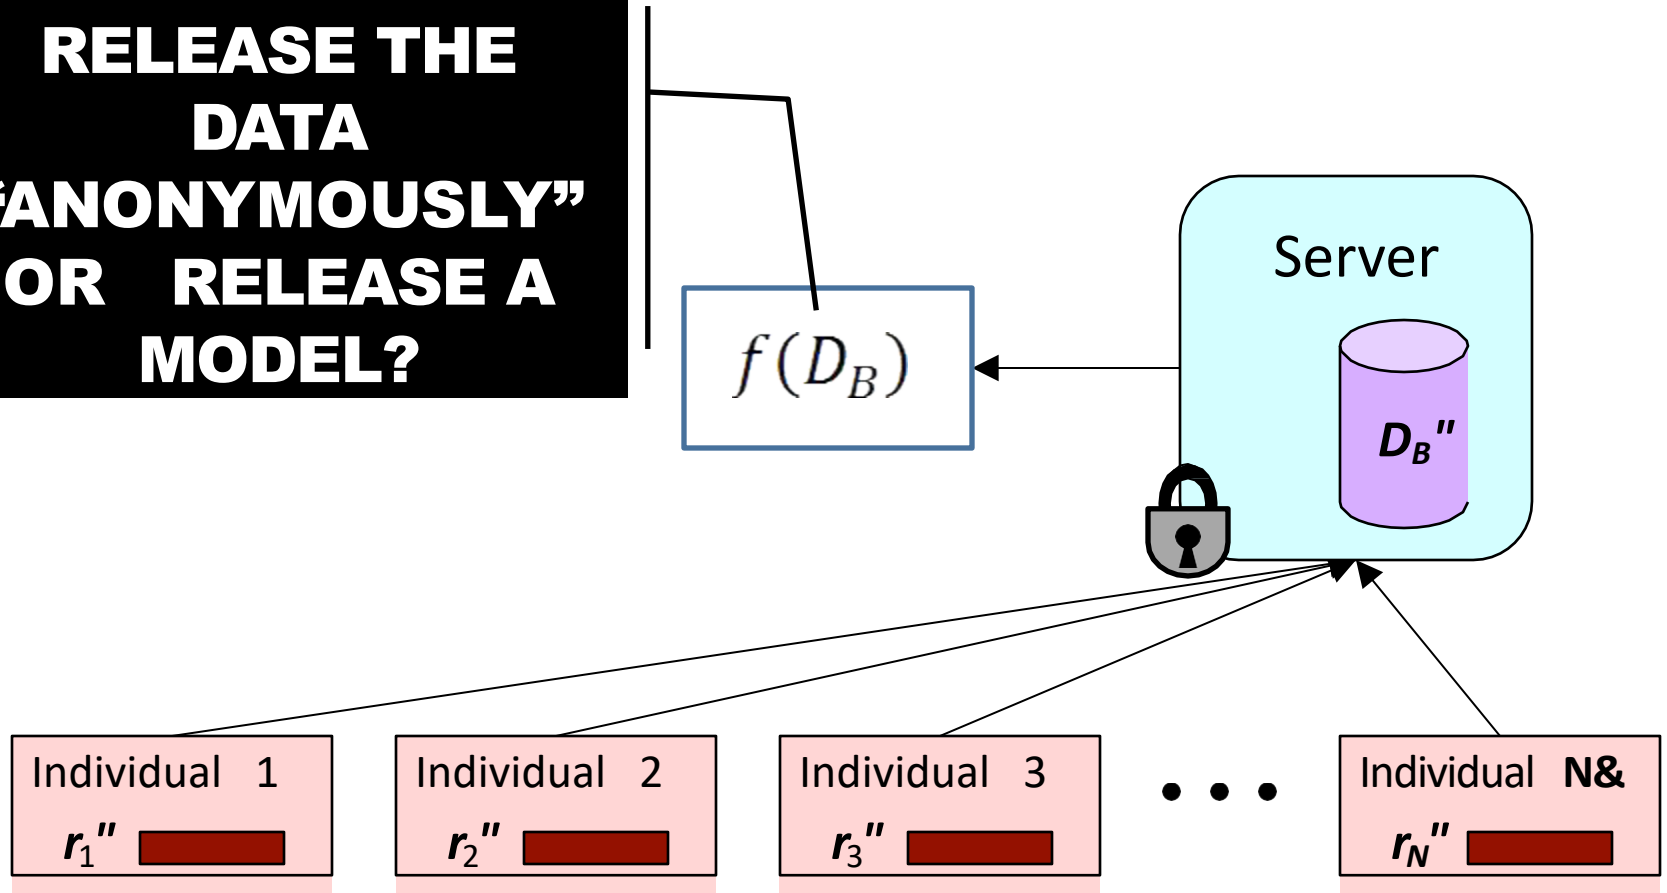 RELEASE THE
DATA
“ANONYMOUSLY”
OR RELEASE A
MODEL?
Server
f(D_B)
D_B"
Individual 1
r_1"
Individual 2
r_2"
Individual 3
r_3"
• • •
Individual N&
r_N"